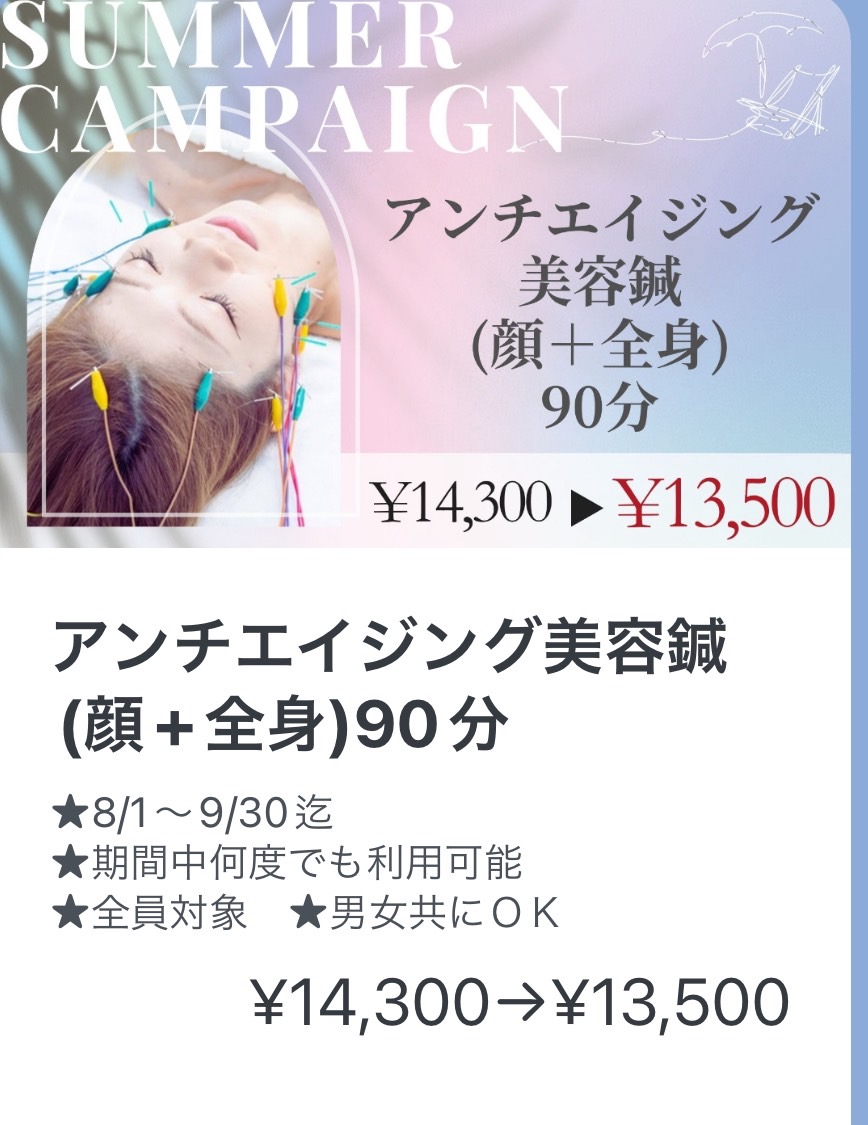 SUMMER
CAMPAIGN
アンチエイジング
美容鍼
(顔＋全身)
90分
¥14,300 ▶ ¥13,500
アンチエイジング美容鍼
(顔+全身)90分
★8/1～9/30迄
★期間中何度でも利用可能
★全員対象　★男女共にＯＫ
¥14,300→¥13,500